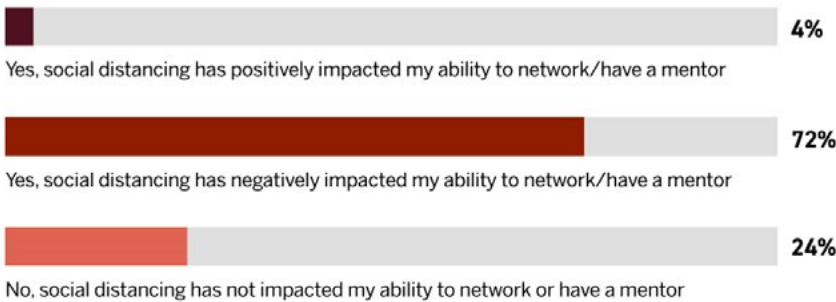 4%
Yes, social distancing has positively impacted my ability to network/have a mentor
72%
Yes, social distancing has negatively impacted my ability to network/have a mentor
24%
No, social distancing has not impacted my ability to network or have a mentor